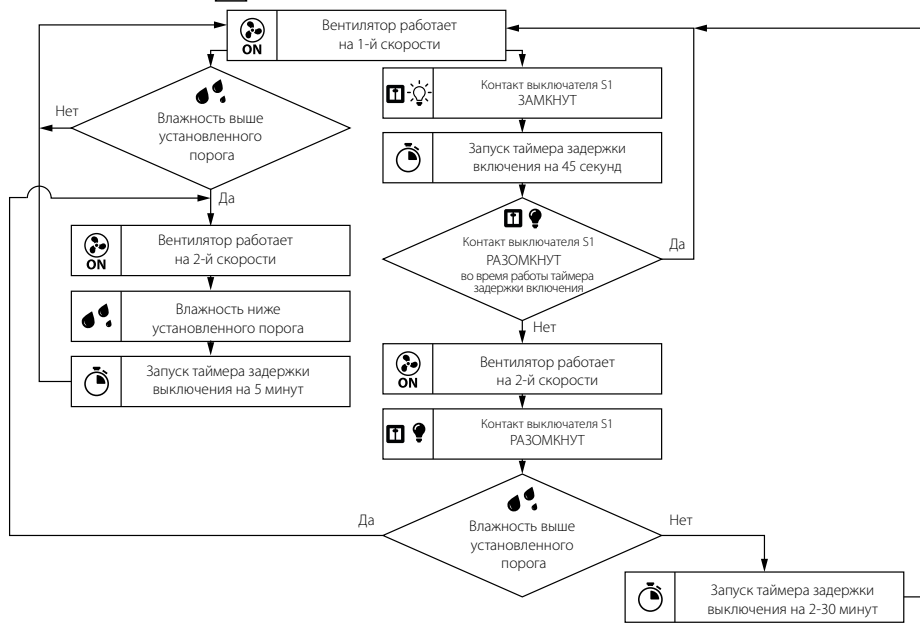 ON
Вентилятор работает
на 1-й скорости
Нет
Влажность выше
установленного
порога
Да
ON
Вентилятор работает
на 2-й скорости
Влажность ниже
установленного порога
Запуск таймера задержки
выключения на 5 минут
Контакт выключателя S1
ЗАМКНУТ
Запуск таймера задержки
включения на 45 секунд
Контакт выключателя S1
РАЗОМКНУТ
во время работы таймера
задержки включения
Да
Нет
ON
Вентилятор работает
на 2-й скорости
Контакт выключателя S1
РАЗОМКНУТ
Да
Влажность выше
установленного
порога
Нет
Запуск таймера задержки
выключения на 2-30 минут